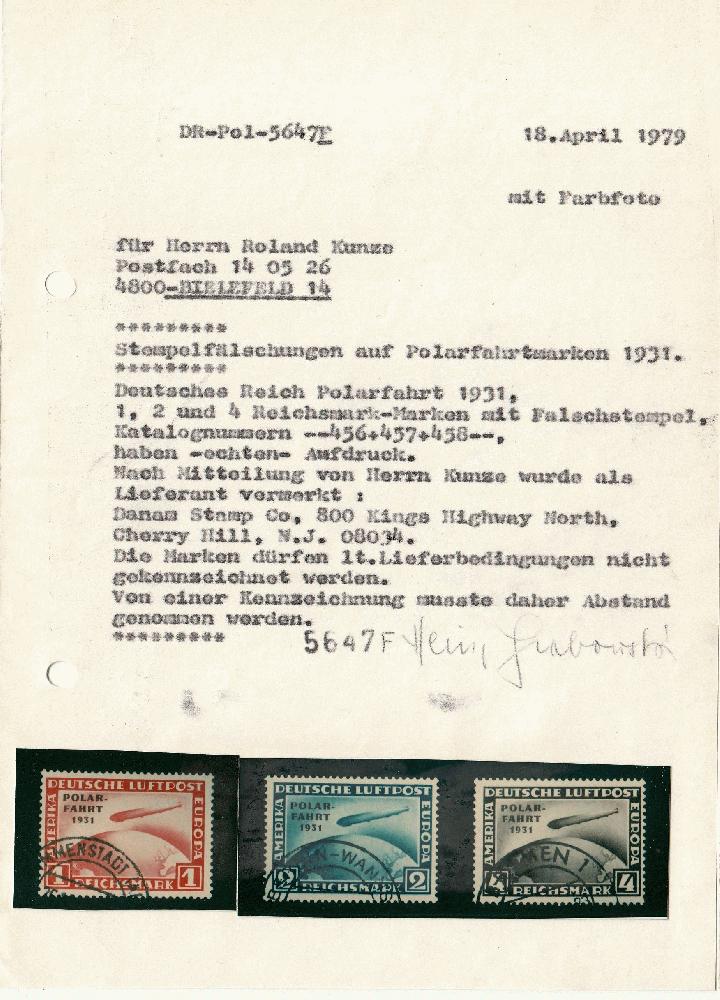 DR-Pol-5647F
18.April 1979
mit Farbfoto
für Herrn Roland Kunze
Postfach 14 05 26
4800-BIELEFELD 14
*********
Stempelfälschungen auf Polarfahrtmarken 1931.
*********
Deutsches Reich Polarfahrt 1931,
1, 2 und 4 Reichsmark-Marken mit Falschstempel,
Katalognummern --456+457+458--,
haben -echten- Aufdruck.
Nach Mitteilung von Herrn Kunze wurde als
Lieferant vermerkt :
Danam Stamp Co, 800 Kings Highway North,
Cherry Hill, N.J. 08034.
Die Marken dürfen lt.Lieferbedingungen nicht
gekennzeichnet werden.
Von einer Kennzeichnung musste daher Abstand
genommen werden.
*********
5647F Heinz Grabowski
DEUTSCHE LUFTPOST
AMERIKA
EUROPA
POLAR-
FAHRT
1931
1 REICHSMARK 1
DEUTSCHE LUFTPOST
AMERIKA
EUROPA
POLAR-
FAHRT
1931
2 REICHSMARK 2
DEUTSCHE LUFTPOST
AMERIKA
EUROPA
POLAR-
FAHRT
1931
4 REICHSMARK 4